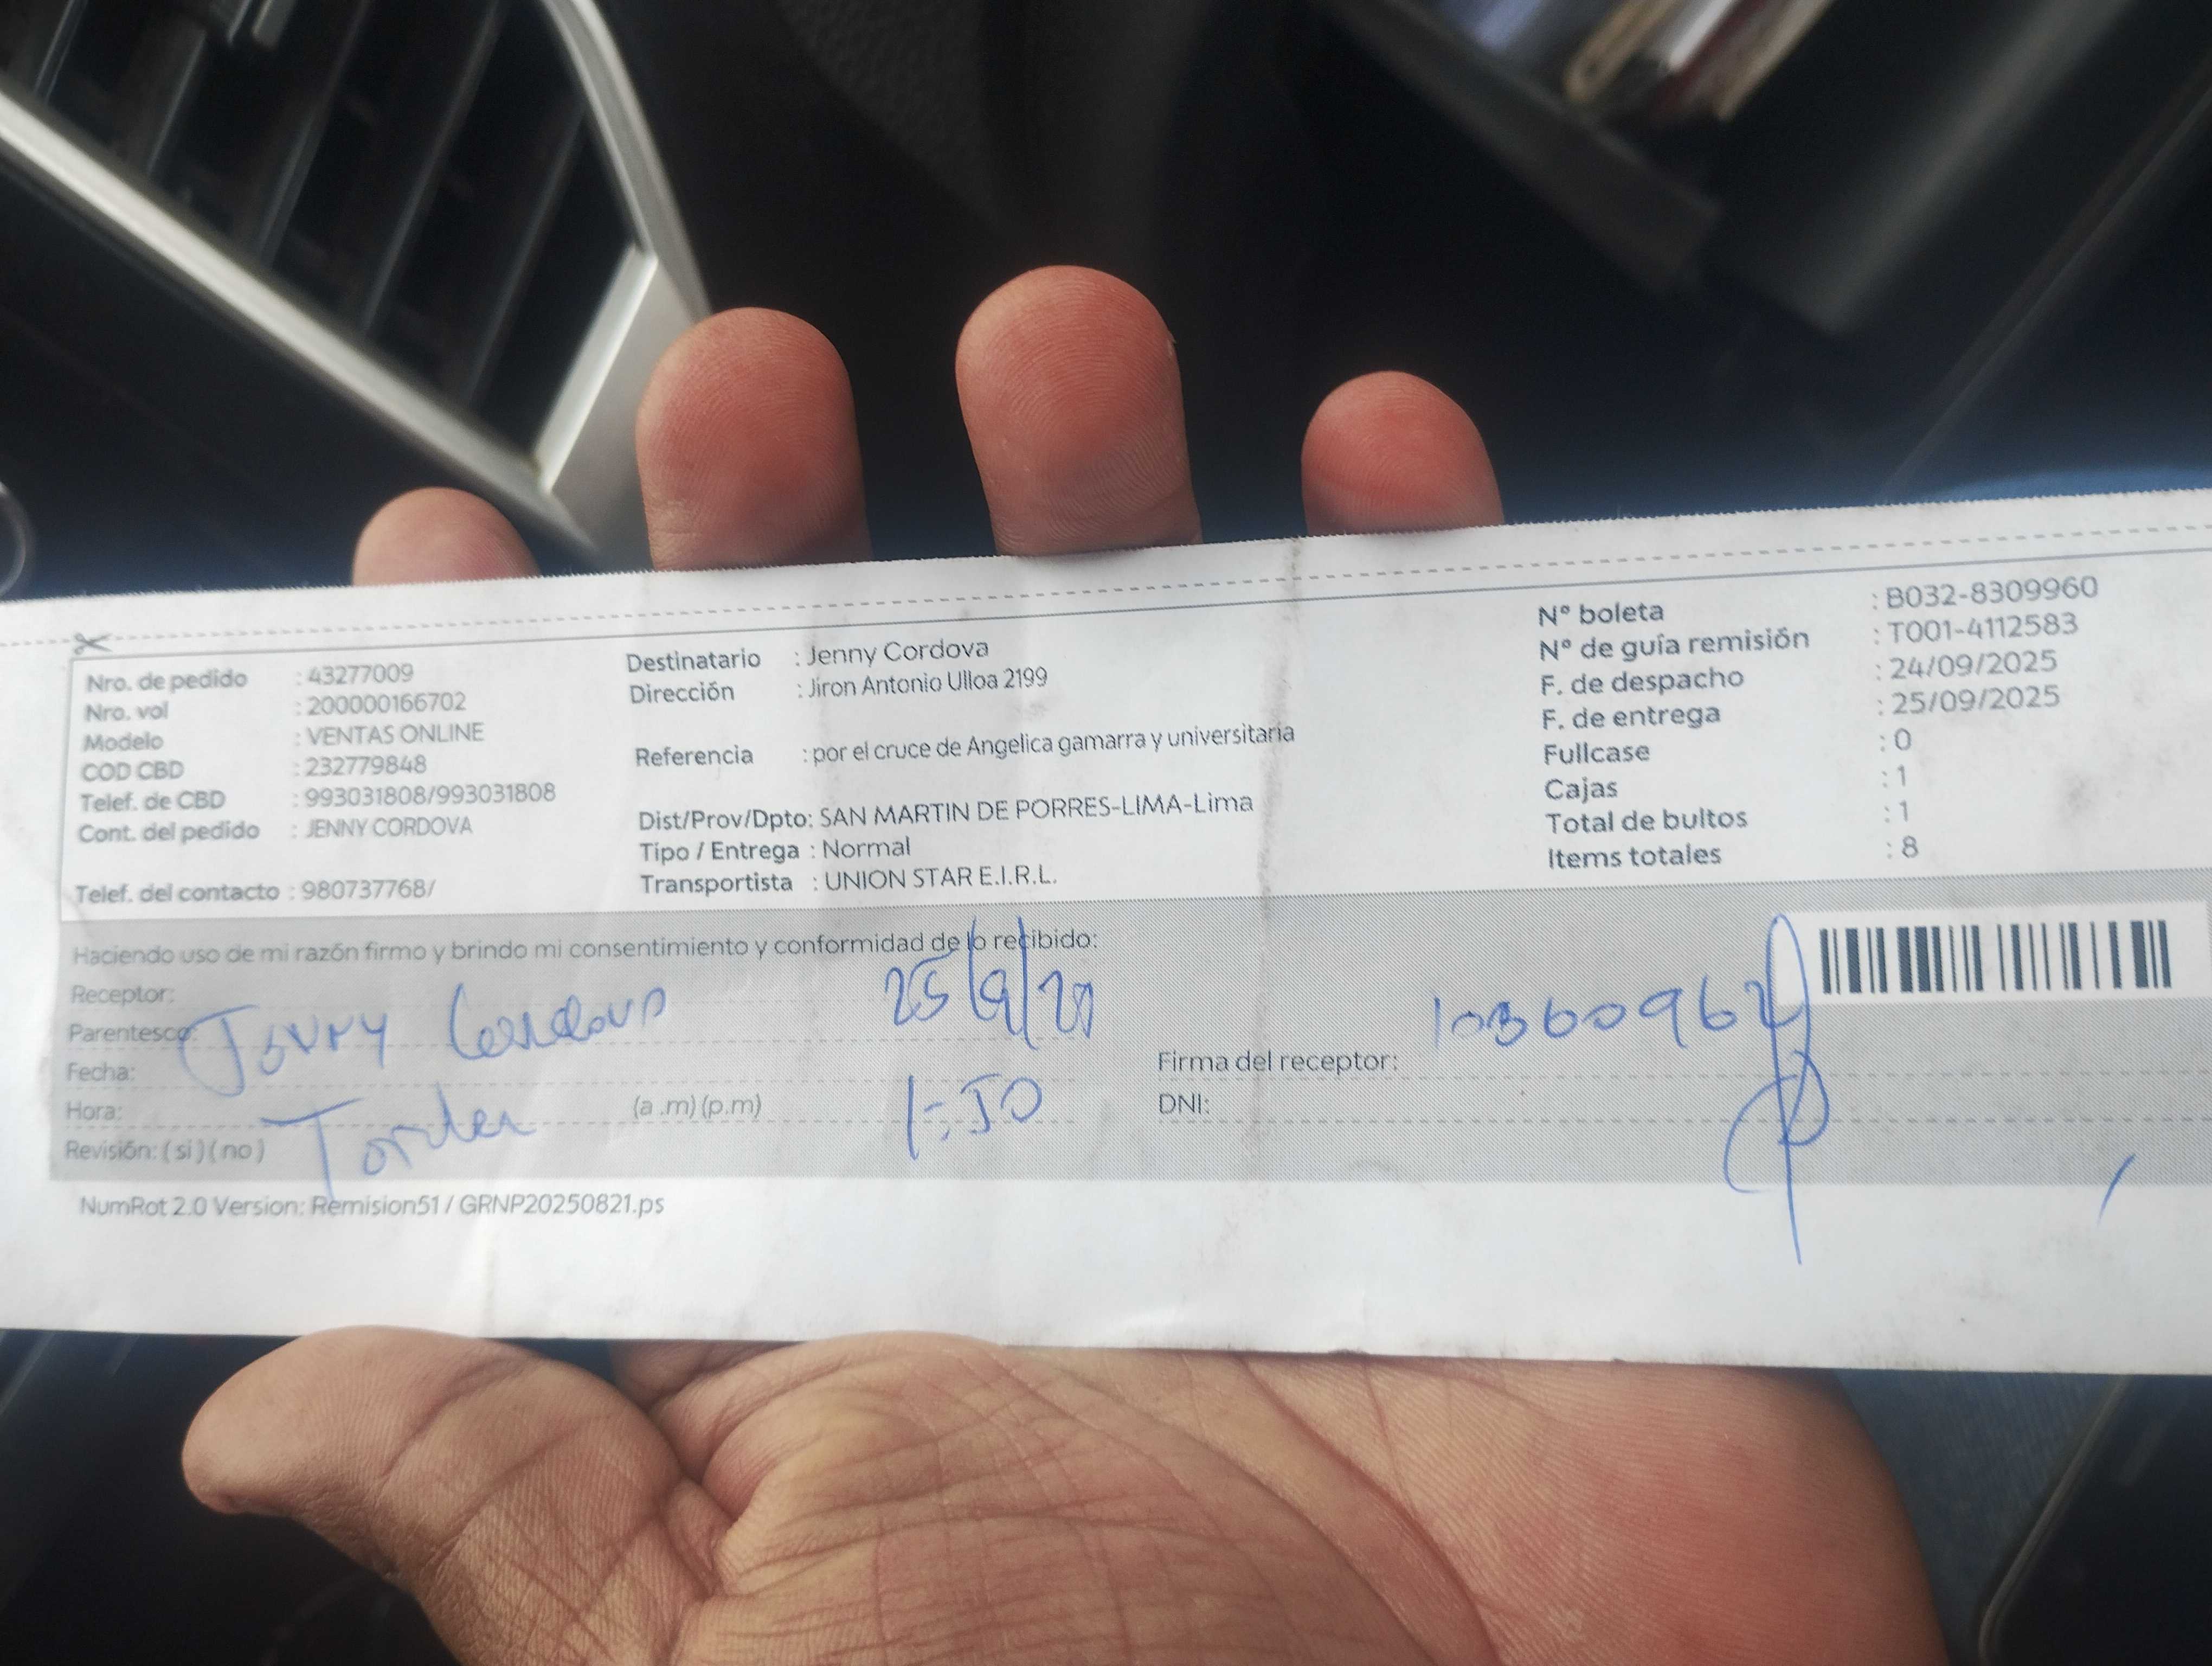 Nro. de pedido : 43277009
Nro. vol : 200000166702
Modelo : VENTAS ONLINE
COD CBD : 232779848
Telef. de CBD : 993031808/993031808
Cont. del pedido : JENNY CORDOVA
Telef. del contacto : 980737768/
Destinatario : Jenny Cordova
Dirección : Jiron Antonio Ulloa 2199
Referencia : por el cruce de Angelica gamarra y universitaria
Dist/Prov/Dpto: SAN MARTIN DE PORRES-LIMA-Lima
Tipo / Entrega : Normal
Transportista : UNION STAR E.I.R.L.
N° boleta : B032-8309960
N° de guía remisión : T001-4112583
F. de despacho : 24/09/2025
F. de entrega : 25/09/2025
Fullcase : 0
Cajas : 1
Total de bultos : 1
Items totales : 8
Haciendo uso de mi razón firmo y brindo mi consentimiento y conformidad de lo recibido:
Receptor:
Parentesco: Jenny Cordova
Fecha:
Hora: (a .m) (p.m) 1:50
Revisión: ( si ) ( no )
Firma del receptor:
DNI:
NumRot 2.0 Version: Remision51 / GRNP20250821.ps